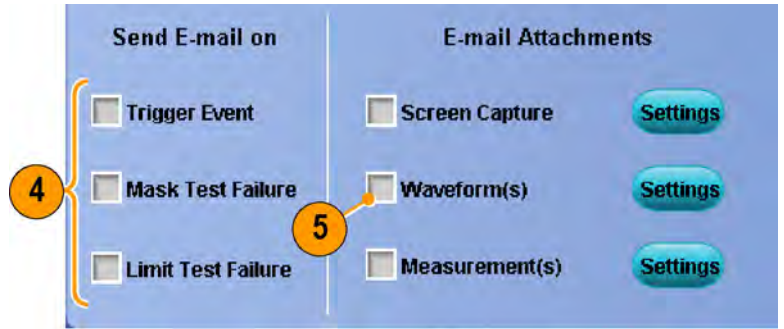 Send E-mail on
E-mail Attachments
Trigger Event
Screen Capture
Settings
4
Mask Test Failure
5
Waveform(s)
Settings
Limit Test Failure
Measurement(s)
Settings